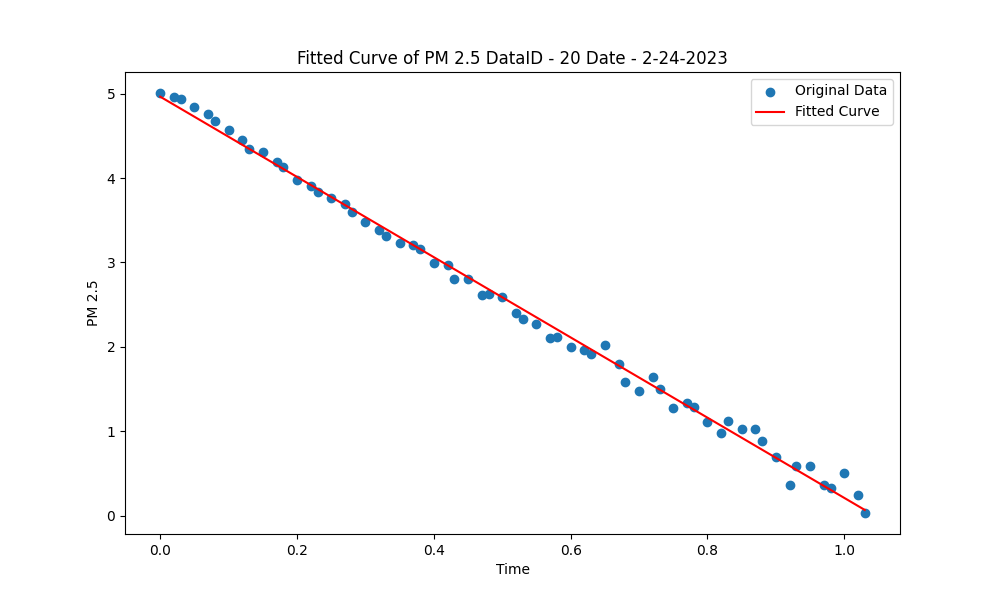 Fitted Curve of PM 2.5 DataID - 20 Date - 2-24-2023
Original Data
Fitted Curve
5
4
3
2
1
0
PM 2.5
0.0 0.2 0.4 0.6 0.8 1.0
Time